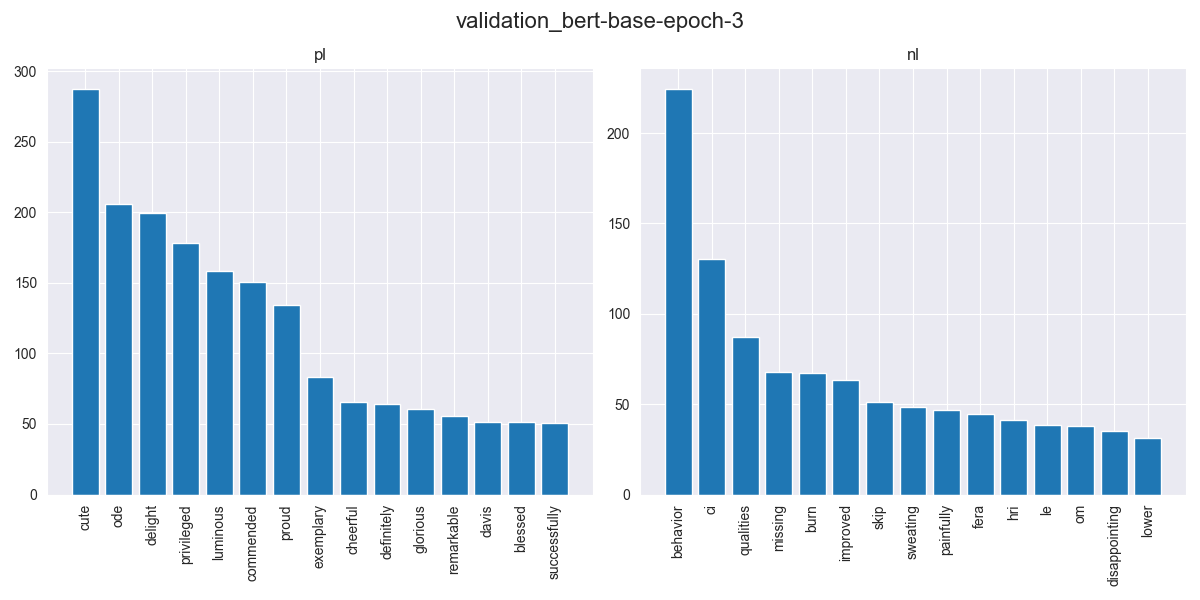 validation_bert-base-epoch-3
pl
300
250
200
150
100
50
0
cute
ode
delight
privileged
luminous
commended
proud
exemplary
cheerful
definitely
glorious
remarkable
davis
blessed
successfully
nl
200
150
100
50
0
behavior
ci
qualities
missing
burn
improved
skip
sweating
painfully
fera
hri
le
om
disappointing
lower